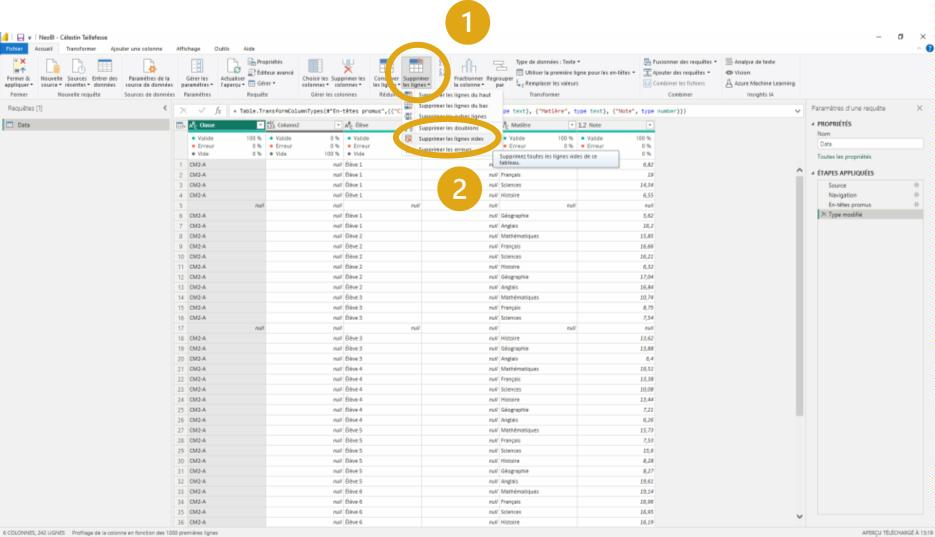 1
NeoBI - Célestin Taillefesse
Fichier Accueil Transformer Ajouter une colonne Affichage Outils Aide
Fermer & appliquer
Nouvelle source
Sources récentes
Entrer des données
Paramètres de la source de données
Gérer les paramètres
Actualiser l'aperçu
Propriétés
Éditeur avancé
Gérer
Choisir les colonnes
Supprimer les colonnes
Supprimer les lignes
Fractionner la colonne
Regrouper par
Type de données : Texte
Utiliser la première ligne pour les en-têtes
Remplacer les valeurs
Fusionner des requêtes
Ajouter des requêtes
Combiner les fichiers
Analyse de texte
Vision
Azure Machine Learning
Fermer Nouvelle requête Sources de données Paramètres Requête Gérer les colonnes Transformer Combiner Insights IA
Supprimer les lignes du haut
Supprimer les lignes du bas
Supprimer les doublons
Supprimer les lignes vides
Supprimer les erreurs
Supprimez toutes les lignes vides de ce tableau.
2
Requêtes [1]
Data
= Table.TransformColumnTypes(#"En-têtes promus",{{"C
type text}, {"Matière", type text}, {"Note", type number}})
Classe Column2 Élève Matière 1.2 Note
Valide 100 % Valide 0 % Valide Valide Valide 100 %
Erreur 0 % Erreur 0 % Erreur Erreur Erreur 0 %
Vide 0 % Vide 100 % Vide 0 %
1 CM2-A null Élève 1 6,82
2 CM2-A null Élève 1 null Français 19
3 CM2-A null Élève 1 null Sciences 14,34
4 CM2-A null Élève 1 null Histoire 6,55
5 null null null null null null
6 CM2-A null Élève 1 null Géographie 5,62
7 CM2-A null Élève 1 null Anglais 16,2
8 CM2-A null Élève 2 null Mathématiques 15,85
9 CM2-A null Élève 2 null Français 16,66
10 CM2-A null Élève 2 null Sciences 16,21
11 CM2-A null Élève 2 null Histoire 6,52
12 CM2-A null Élève 2 null Géographie 17,04
13 CM2-A null Élève 2 null Anglais 16,84
14 CM2-A null Élève 3 null Mathématiques 10,74
15 CM2-A null Élève 3 null Français 8,75
16 CM2-A null Élève 3 null Sciences 7,54
17 null null null null null null
18 CM2-A null Élève 3 null Histoire 13,62
19 CM2-A null Élève 3 null Géographie 13,88
20 CM2-A null Élève 3 null Anglais 6,4
21 CM2-A null Élève 4 null Mathématiques 19,51
22 CM2-A null Élève 4 null Français 13,38
23 CM2-A null Élève 4 null Sciences 10,08
24 CM2-A null Élève 4 null Histoire 13,44
25 CM2-A null Élève 4 null Géographie 7,21
26 CM2-A null Élève 4 null Anglais 6,26
27 CM2-A null Élève 5 null Mathématiques 15,73
28 CM2-A null Élève 5 null Français 7,53
29 CM2-A null Élève 5 null Sciences 15,9
30 CM2-A null Élève 5 null Histoire 8,28
31 CM2-A null Élève 5 null Géographie 8,27
32 CM2-A null Élève 5 null Anglais 19,61
33 CM2-A null Élève 6 null Mathématiques 19,14
34 CM2-A null Élève 6 null Français 18,96
35 CM2-A null Élève 6 null Sciences 16,95
36 CM2-A null Élève 6 null Histoire 16,19
Paramètres d'une requête
PROPRIÉTÉS
Nom
Data
Toutes les propriétés
ÉTAPES APPLIQUÉES
Source
Navigation
En-têtes promus
Type modifié
6 COLONNES, 242 LIGNES Profilage de la colonne en fonction des 1000 premières lignes
APERÇU TÉLÉCHARGÉ À 13:19